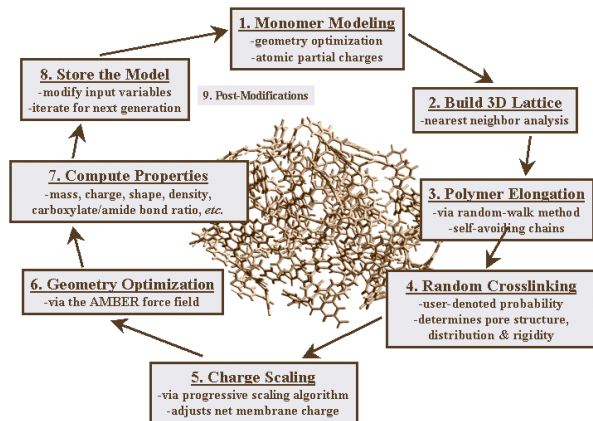 1. Monomer Modeling
-geometry optimization
-atomic partial charges
2. Build 3D Lattice
-nearest neighbor analysis
3. Polymer Elongation
-via random-walk method
-self-avoiding chains
4. Random Crosslinking
-user-denoted probability
-determines pore structure,
distribution & rigidity
5. Charge Scaling
-via progressive scaling algorithm
-adjusts net membrane charge
6. Geometry Optimization
-via the AMBER force field
7. Compute Properties
-mass, charge, shape, density,
carboxylate/amide bond ratio, etc.
8. Store the Model
-modify input variables
-iterate for next generation
9. Post-Modifications